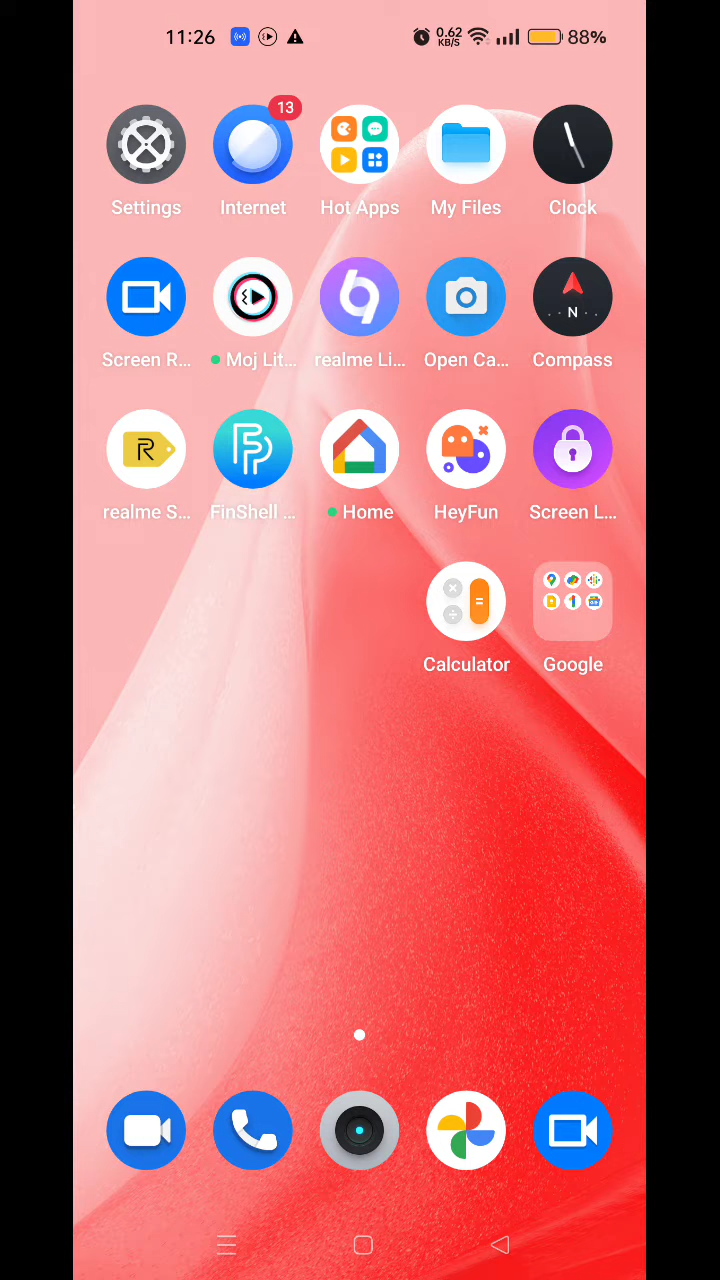 11:26 0.62 KB/S 88%
13
Settings Internet Hot Apps My Files Clock
N
Screen R... Moj Lit... realme Li... Open Ca... Compass
R
realme S... FinShell ... Home HeyFun Screen L...
Calculator Google